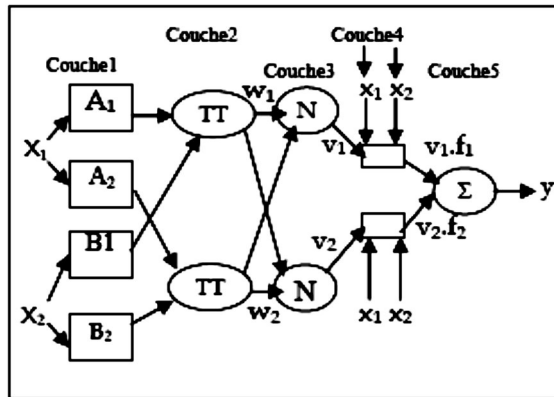 Couche1
Couche2
Couche3
Couche4
Couche5
X₁
X₂
A₁
A₂
B1
B₂
TT
TT
w₁
w₂
N
N
v₁
v₂
x₁ x₂
x₁ x₂
v₁.f₁
v₂.f₂
Σ
y